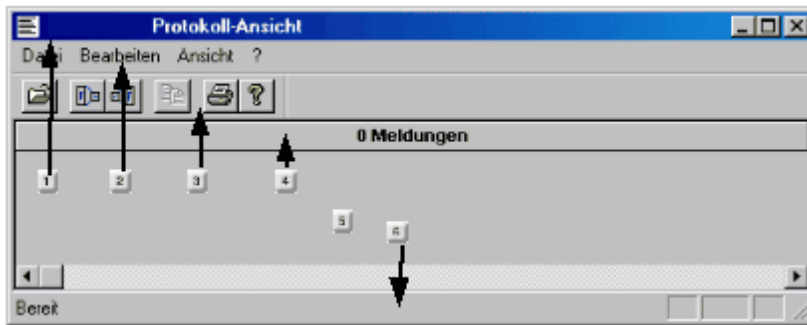 Protokoll-Ansicht
Datei Bearbeiten Ansicht ?
0 Meldungen
1 2 3 4
5
6
Bereit